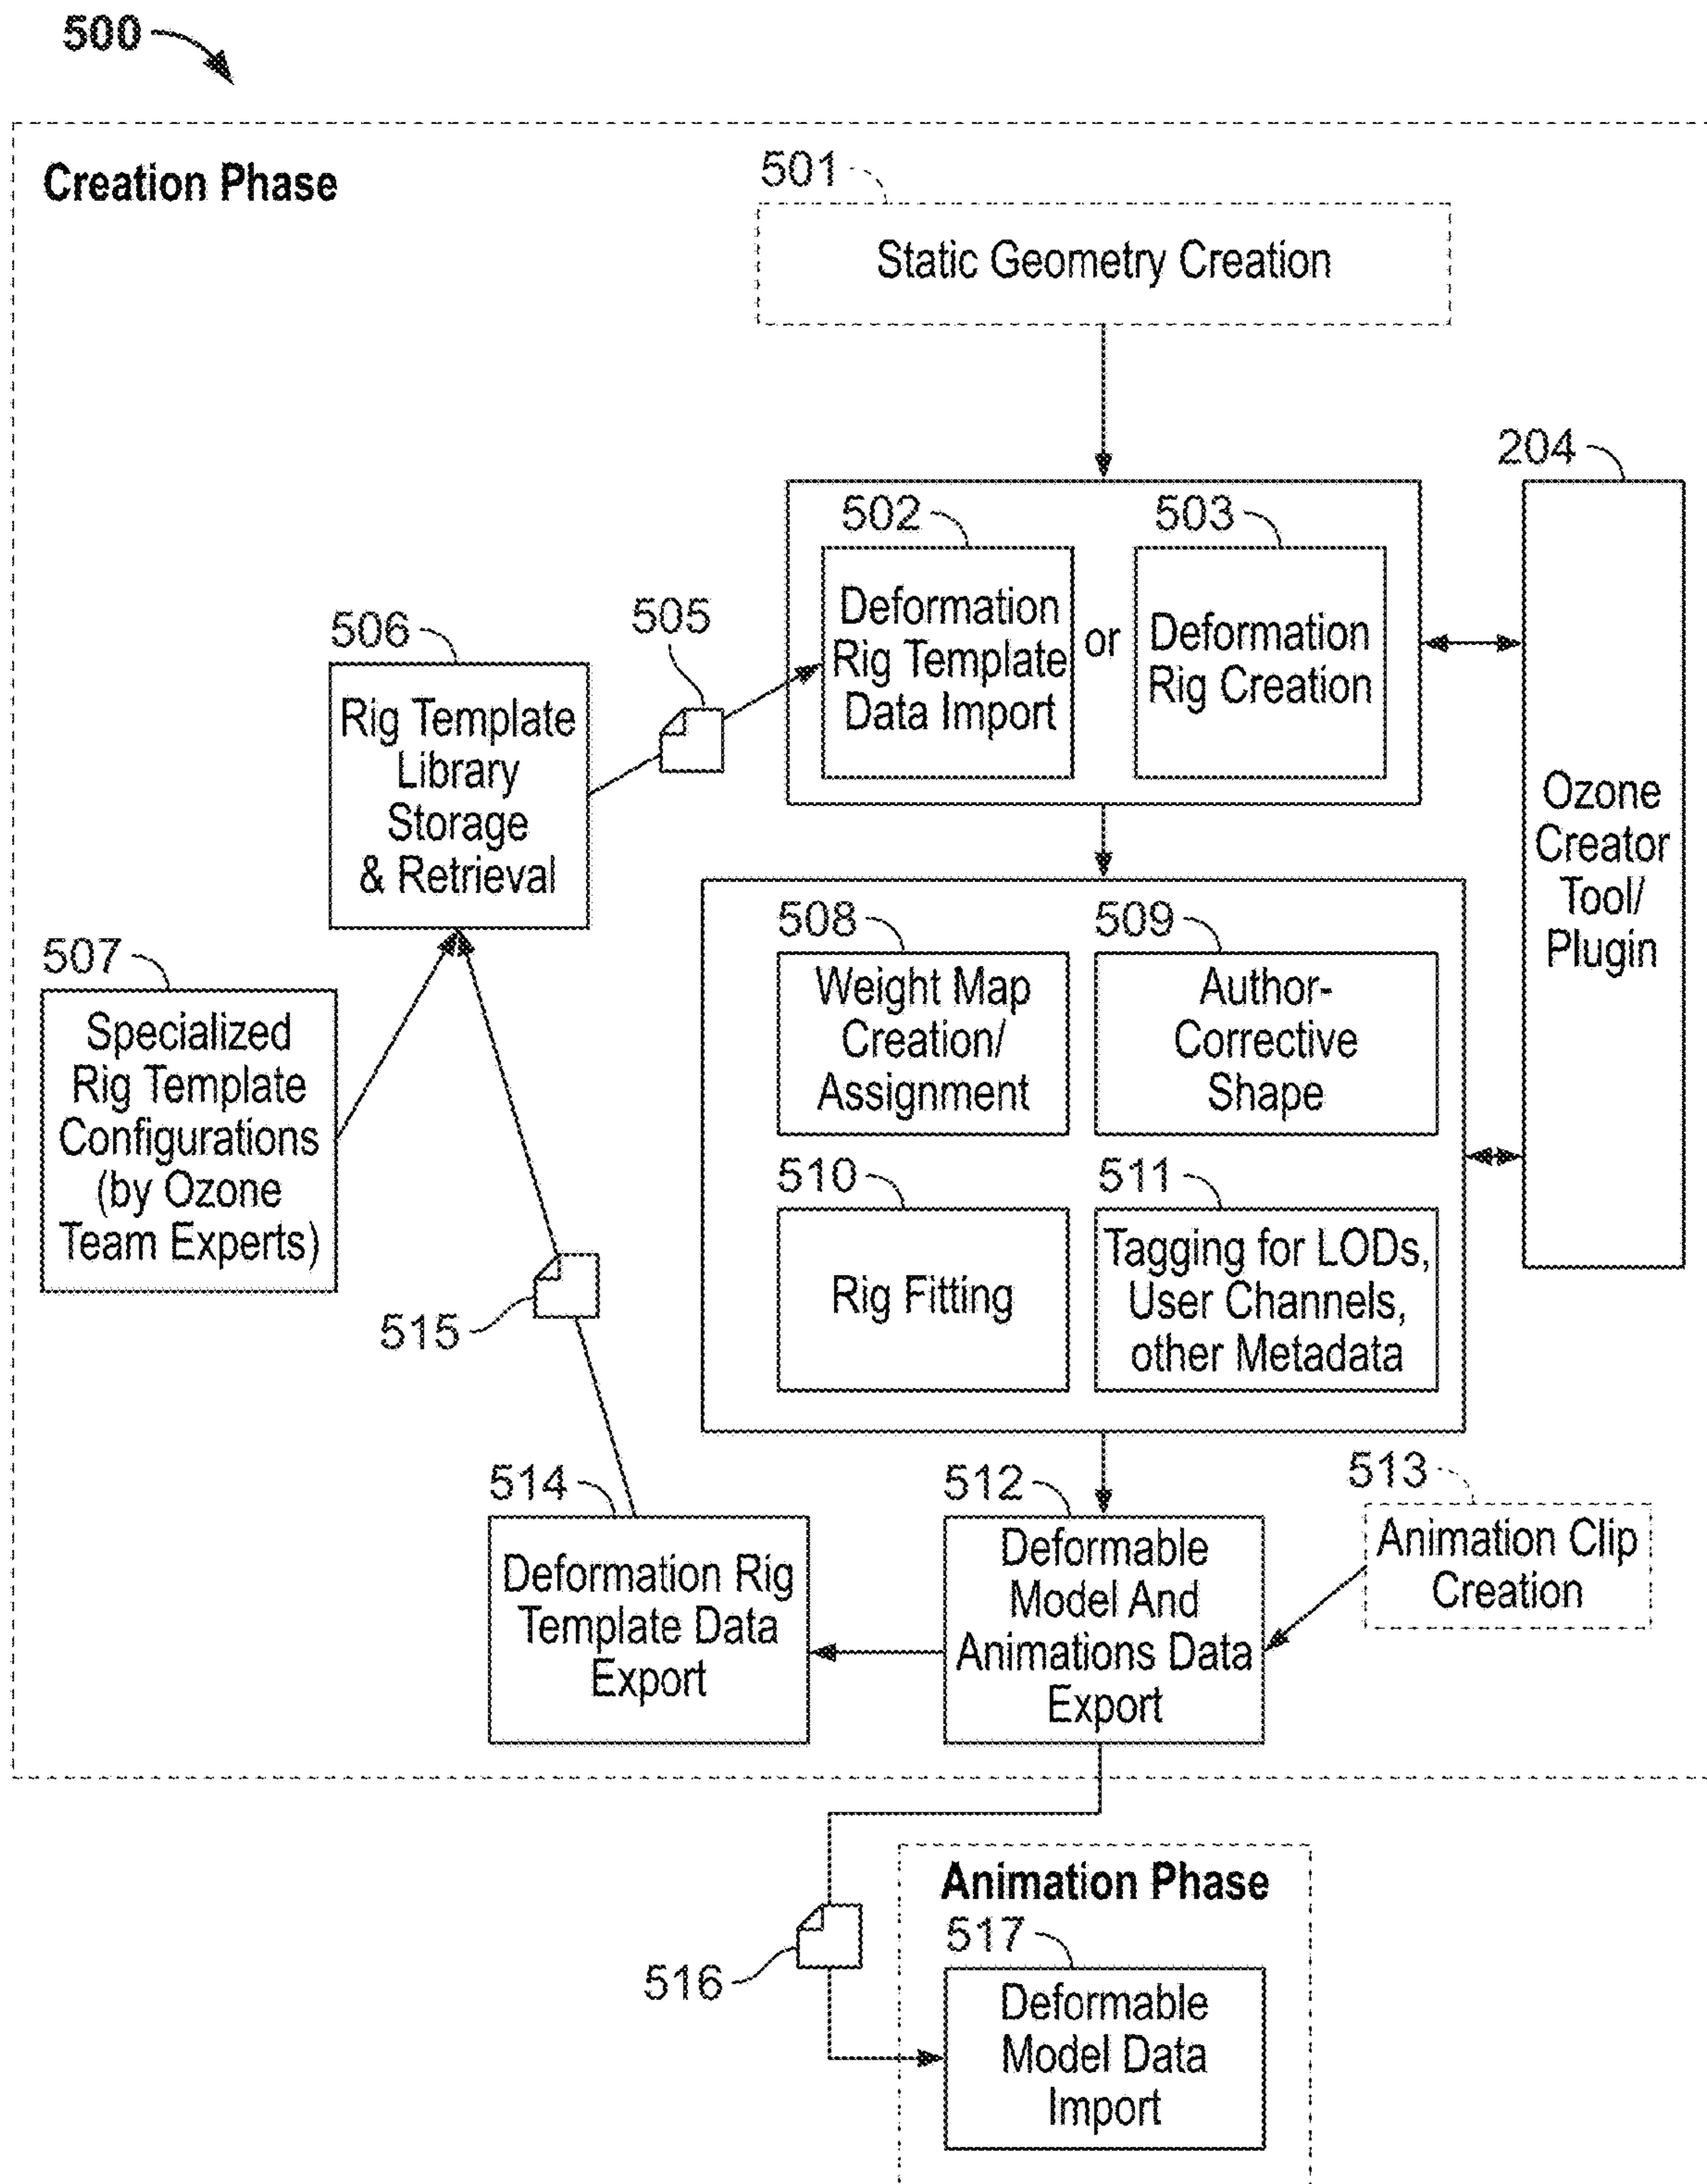 500
Creation Phase
501
Static Geometry Creation
204
502
503
Deformation
Rig Template
Data Import
or
Deformation
Rig Creation
506
505
Rig Template
Library
Storage
& Retrieval
Ozone
Creator
Tool/
Plugin
507
Specialized
Rig Template
Configurations
(by Ozone
Team Experts)
508
Weight Map
Creation/
Assignment
509
Author-
Corrective
Shape
510
Rig Fitting
511
Tagging for LODs,
User Channels,
other Metadata
515
514
Deformation Rig
Template Data
Export
512
Deformable
Model And
Animations Data
Export
513
Animation Clip
Creation
516
Animation Phase
517
Deformable
Model Data
Import